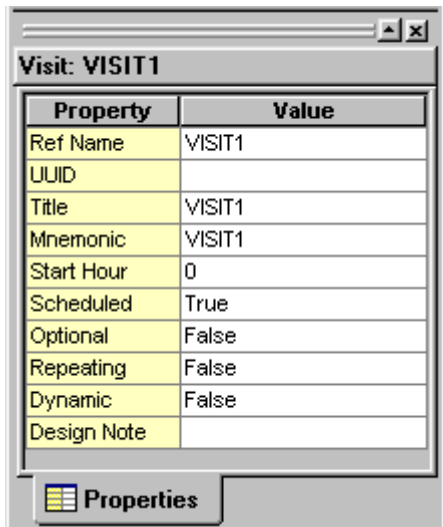 Visit: VISIT1
Property Value
Ref Name VISIT1
UUID
Title VISIT1
Mnemonic VISIT1
Start Hour 0
Scheduled True
Optional False
Repeating False
Dynamic False
Design Note
Properties